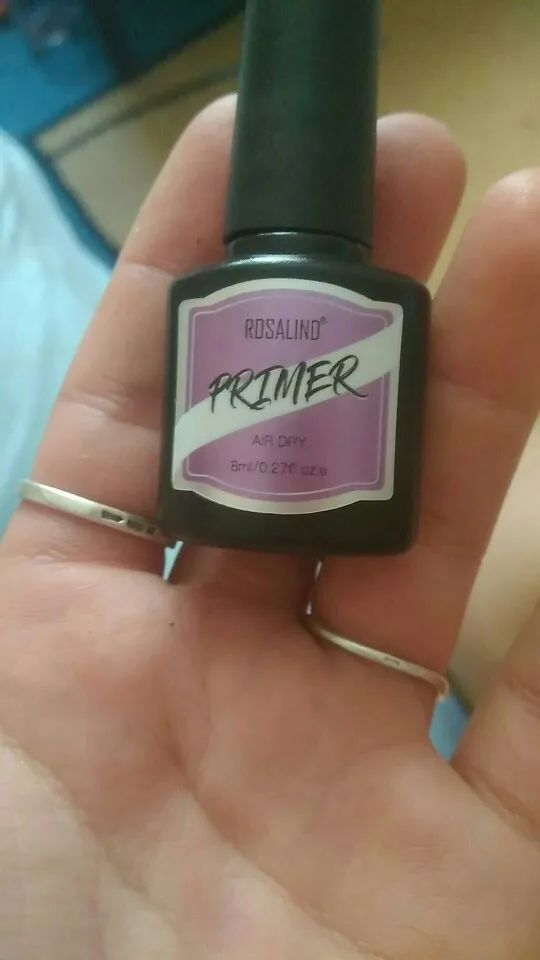 ROSALIND®
PRIMER
AIR DRY
8ml/0.27fl oz.e